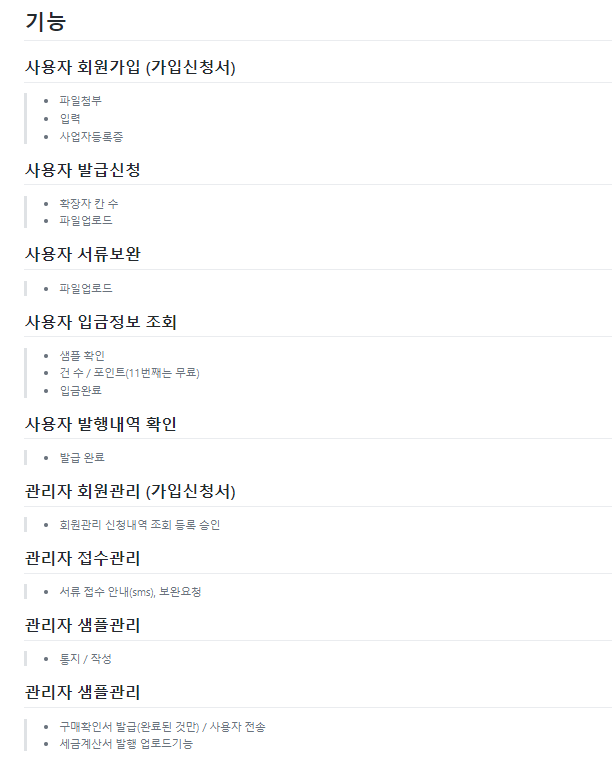 기능
사용자 회원가입 (가입신청서)
파일첨부
입력
사업자등록증
사용자 발급신청
확장자 칸 수
파일업로드
사용자 서류보완
파일업로드
사용자 입금정보 조회
샘플 확인
건 수 / 포인트(11번째는 무료)
입금완료
사용자 발행내역 확인
발급 완료
관리자 회원관리 (가입신청서)
회원관리 신청내역 조회 등록 승인
관리자 접수관리
서류 접수 안내(sms), 보완요청
관리자 샘플관리
통지 / 작성
관리자 샘플관리
구매확인서 발급(완료된 것만) / 사용자 전송
세금계산서 발행 업로드기능